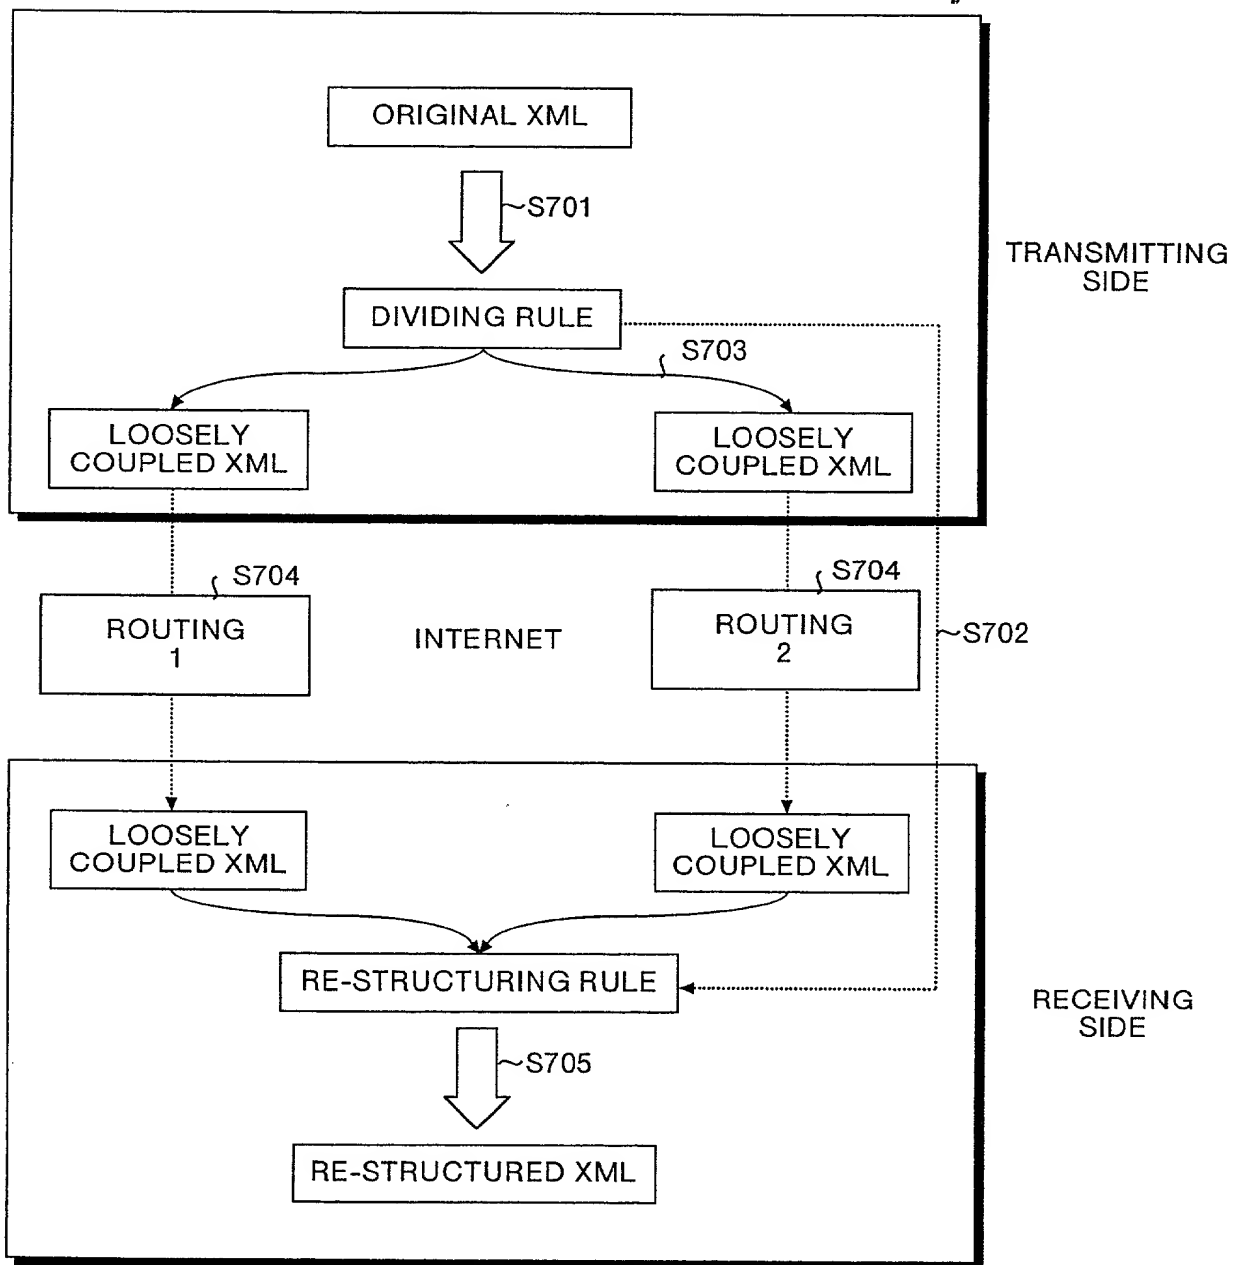 ORIGINAL XML
S701
TRANSMITTING
SIDE
DIVIDING RULE
S703
LOOSELY
COUPLED XML
LOOSELY
COUPLED XML
S704
S704
ROUTING
1
INTERNET
ROUTING
2
S702
LOOSELY
COUPLED XML
LOOSELY
COUPLED XML
RE-STRUCTURING RULE
RECEIVING
SIDE
S705
RE-STRUCTURED XML